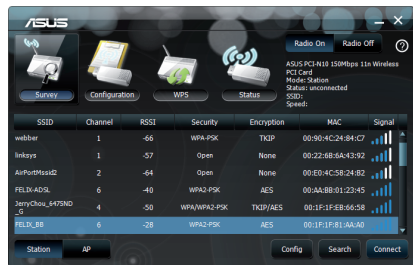 ASUS
Radio On Radio Off
ASUS PCI-N10 150Mbps 11n Wireless
PCI Card
Mode: Station
Status: unconnected
SSID:
Speed:
Survey Configuration WPS Status
SSID Channel RSSI Security Encryption MAC Signal
webber 1 -66 WPA-PSK TKIP 00:90:4C:24:84:C7
linksys 1 -57 Open None 00:22:6B:6A:43:92
AirPortMssid2 2 -64 Open None 00:E0:4C:58:24:B2
FELIX-ADSL 6 -40 WPA2-PSK AES 00:AA:BB:01:23:45
JerryChou_6475ND
_G 4 -50 WPA/WPA2-PSK TKIP/AES 00:1F:1F:EB:66:58
FELIX_BB 6 -28 WPA2-PSK AES 00:1F:1F:81:AA:A0
Station AP Config Search Connect